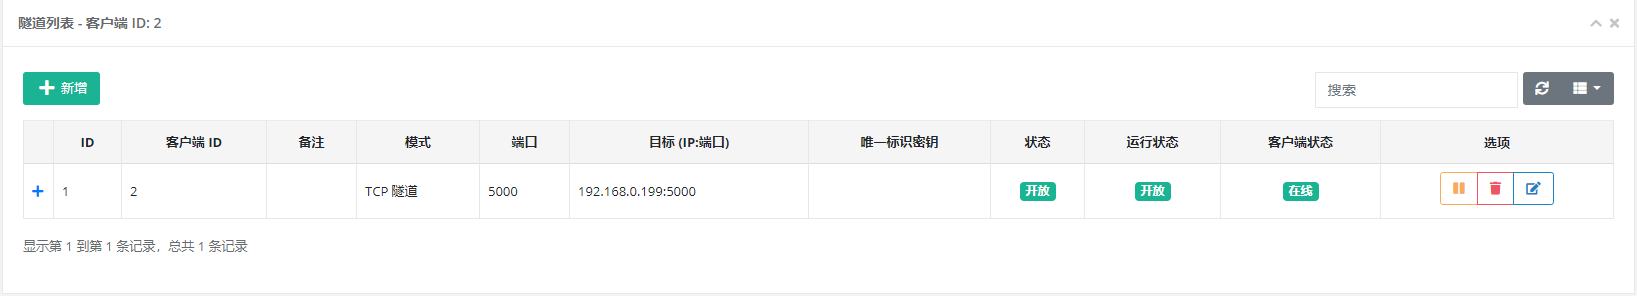 隧道列表 - 客户端 ID: 2
新增
搜索
ID 客户端 ID 备注 模式 端口 目标 (IP:端口) 唯一标识密钥 状态 运行状态 客户端状态 选项
1 2 TCP 隧道 5000 192.168.0.199:5000 开放 开放 在线
显示第 1 到第 1 条记录，总共 1 条记录